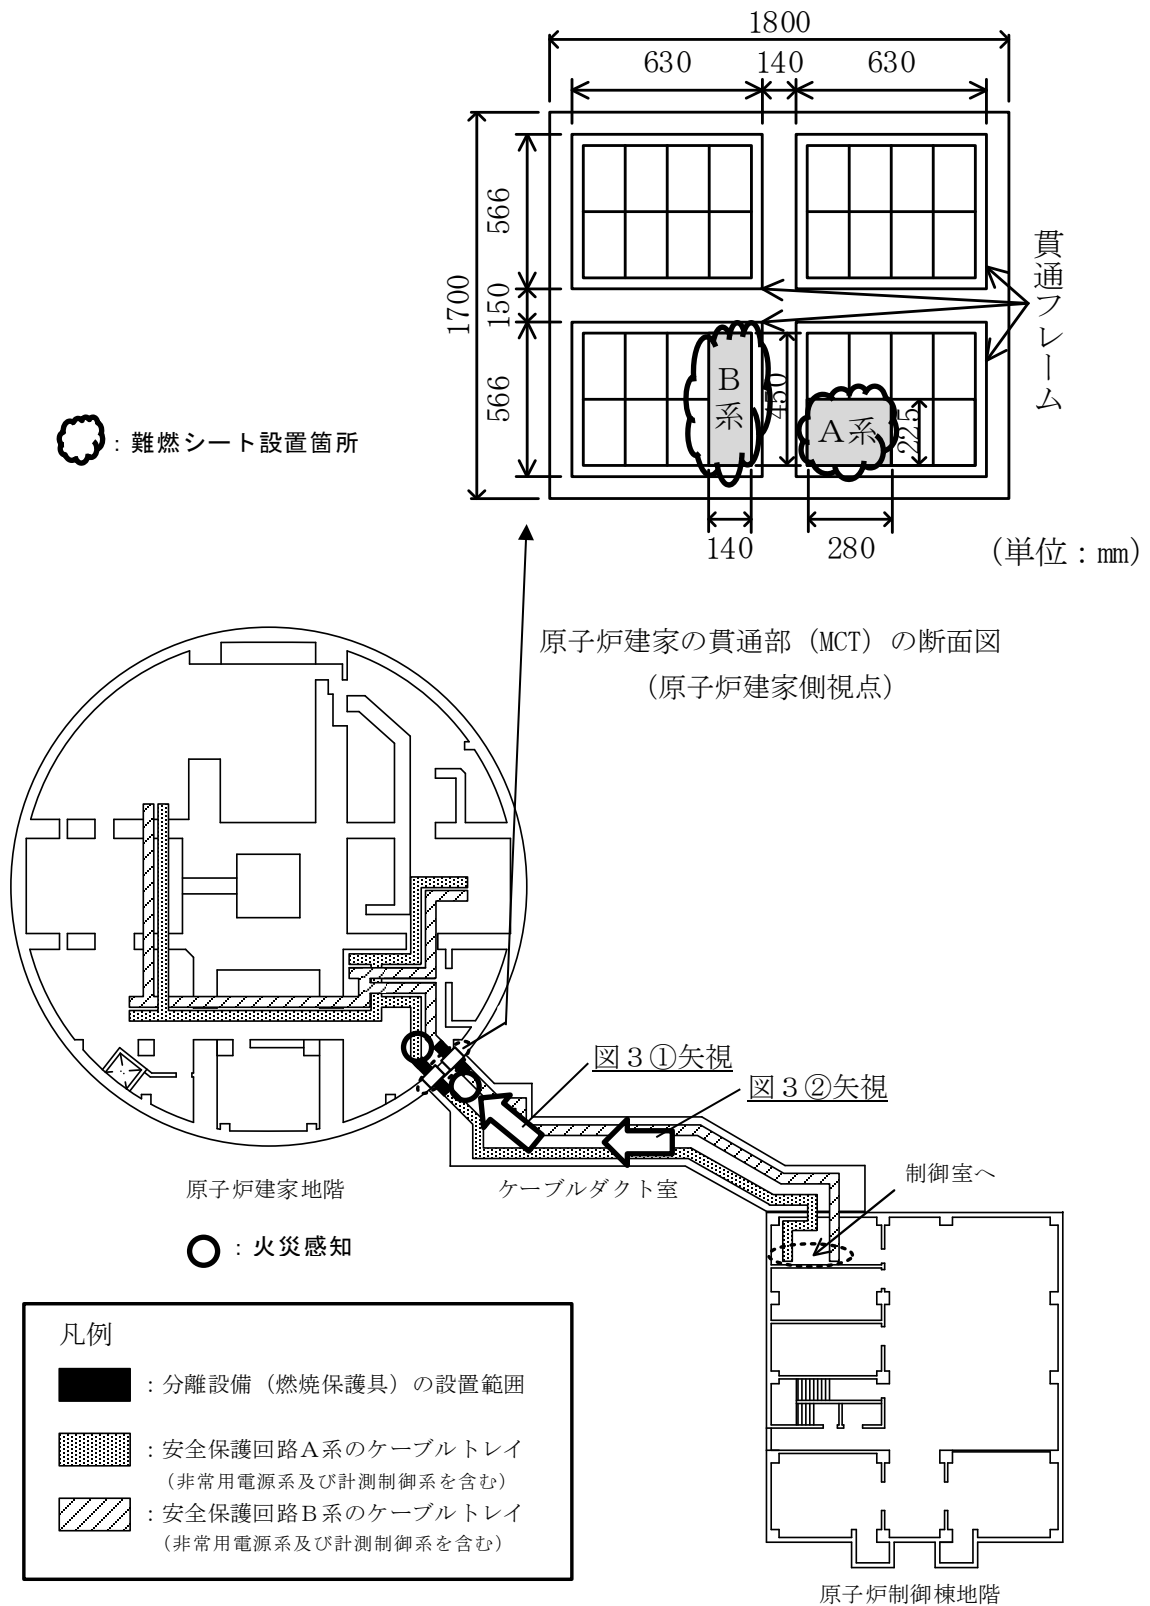 1800
630
140
630
566
150
566
1700
貫通フレーム
B系
450
A系
225
140
280
(単位:mm)
:難燃シート設置箇所
原子炉建家の貫通部(MCT)の断面図
(原子炉建家側視点)
図3①矢視
図3②矢視
制御室へ
原子炉建家地階
ケーブルダクト室
:火災感知
凡例
:分離設備(燃焼保護具)の設置範囲
:安全保護回路A系のケーブルトレイ
(非常用電源系及び計測制御系を含む)
:安全保護回路B系のケーブルトレイ
(非常用電源系及び計測制御系を含む)
原子炉制御棟地階